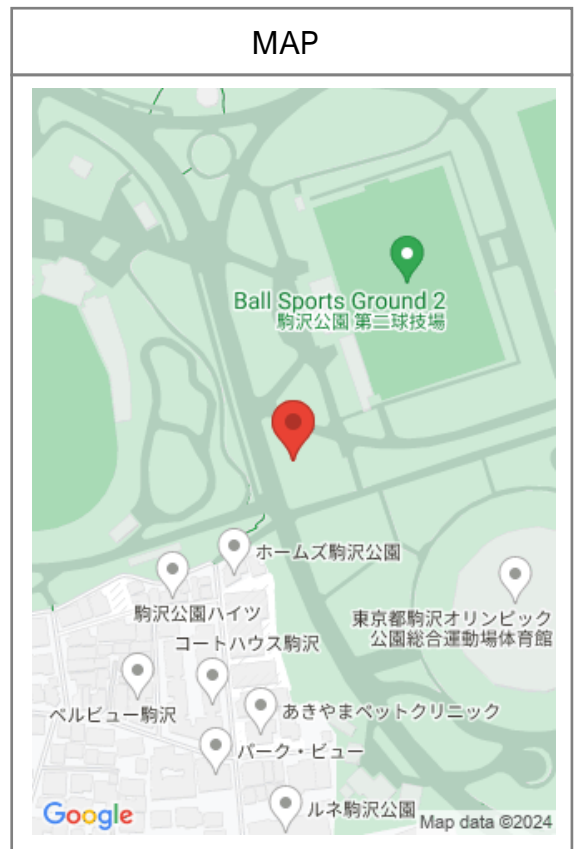 MAP
Ball Sports Ground 2
駒沢公園 第二球技場
ホームズ駒沢公園
駒沢公園ハイツ
東京都駒沢オリンピック
公園総合運動場体育館
コートハウス駒沢
ベルビュー駒沢
あきやまペットクリニック
パーク・ビュー
ルネ駒沢公園
Google
Map data ©2024